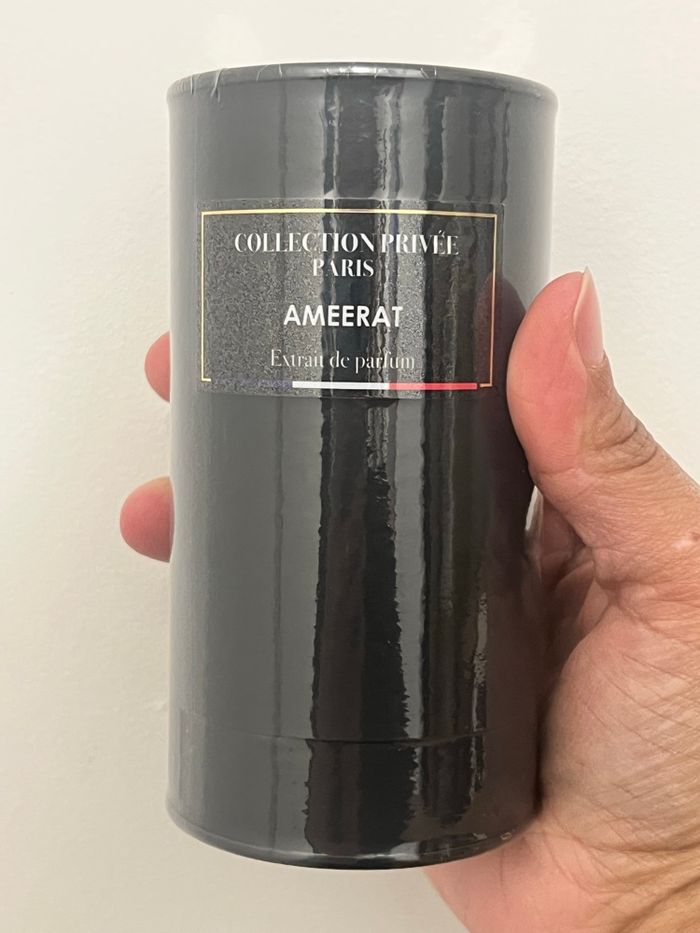 COLLECTION PRIVÉE
PARIS
AMEERAT
Extrait de parfum